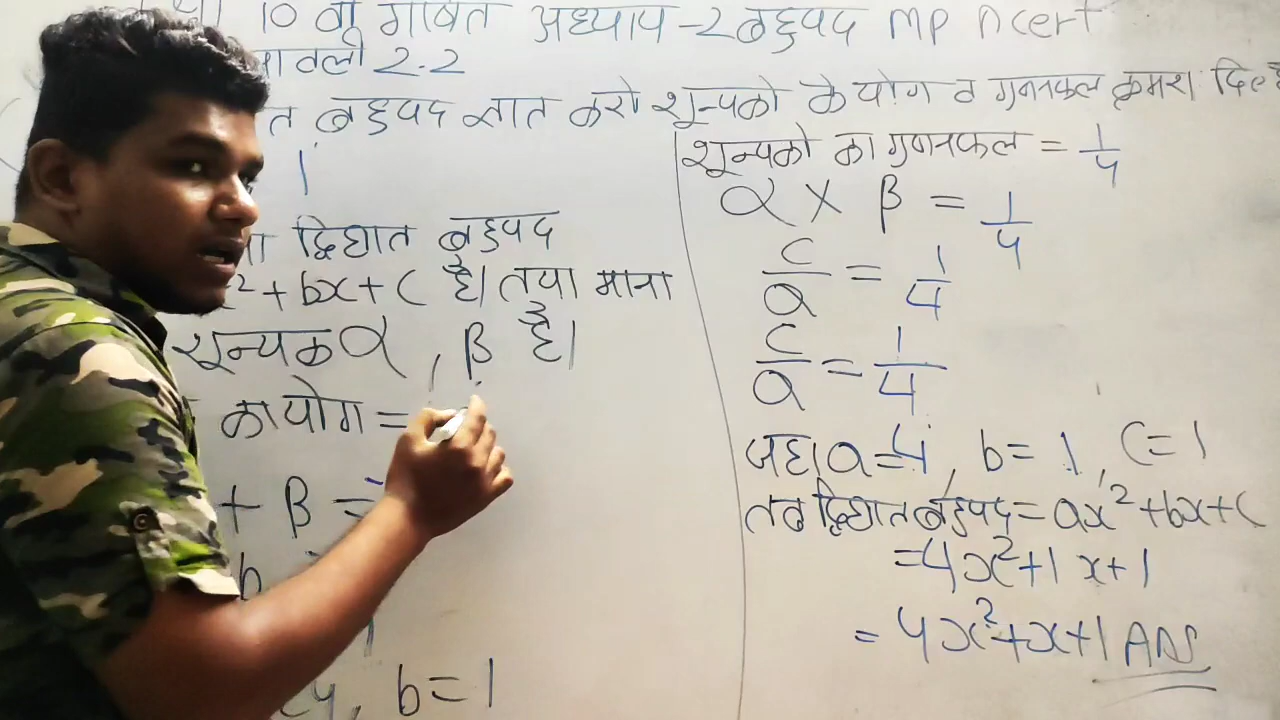 10 वी गणित अध्याय-2 बहुपद MP Ncert
वली 2.2
त बहुपद ज्ञात करो शून्यको के योग व गुणनफल क्रमश
द्विघात बहुपद
² + bx + c है। तथा माना
शून्यक α , β है।
का योग =
+ β =
b
4, b = 1
शून्यको का गुणनफल = 1/4
α × β = 1/4
c/a = 1/4
c/a = 1/4
जहा a = 4, b = 1, c = 1
तब द्विघात बहुपद = ax² + bx + c
= 4x² + 1x + 1
= 4x² + x + 1 Ans